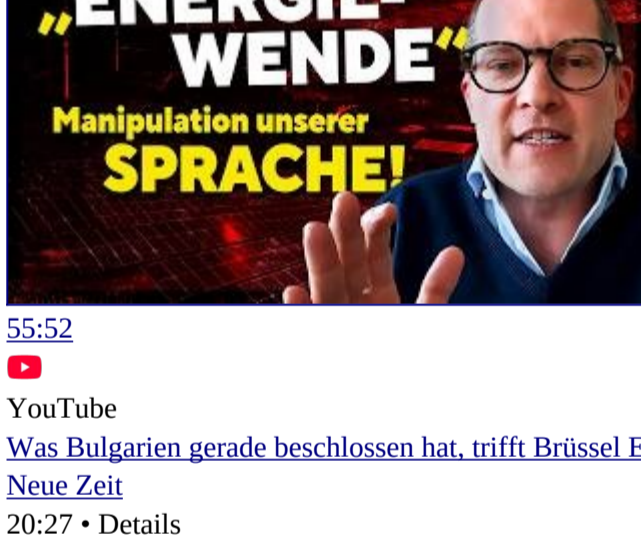 „ENERGIE-
WENDE“
Manipulation unserer
SPRACHE!
55:52
YouTube
Was Bulgarien gerade beschlossen hat, trifft Brüssel E
Neue Zeit
20:27 • Details